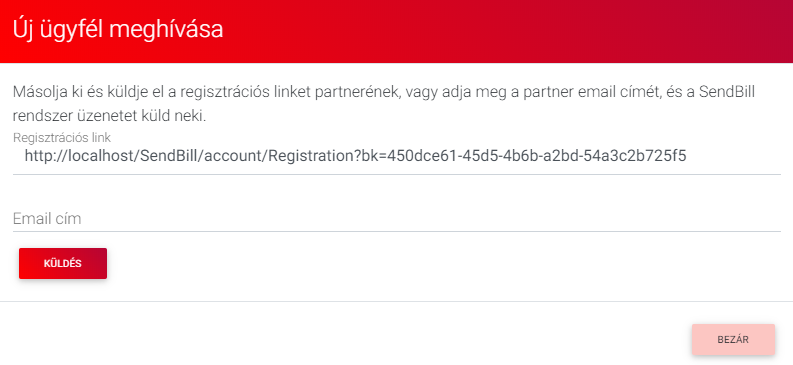 Új ügyfél meghívása
Másolja ki és küldje el a regisztrációs linket partnerének, vagy adja meg a partner email címét, és a SendBill
rendszer üzenetet küld neki.
Regisztrációs link
http://localhost/SendBill/account/Registration?bk=450dce61-45d5-4b6b-a2bd-54a3c2b725f5
Email cím
KÜLDÉS
BEZÁR